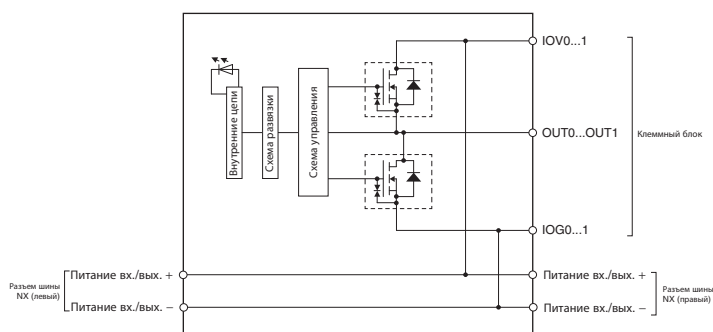 IOV0...1
Внутренние цепи
Схема развязки
Схема управления
OUT0...OUT1
Клеммный блок
IOG0...1
Разъем шины
NX (левый)
Питание вх./вых. +
Питание вх./вых. –
Питание вх./вых. +
Питание вх./вых. –
Разъем шины
NX (правый)